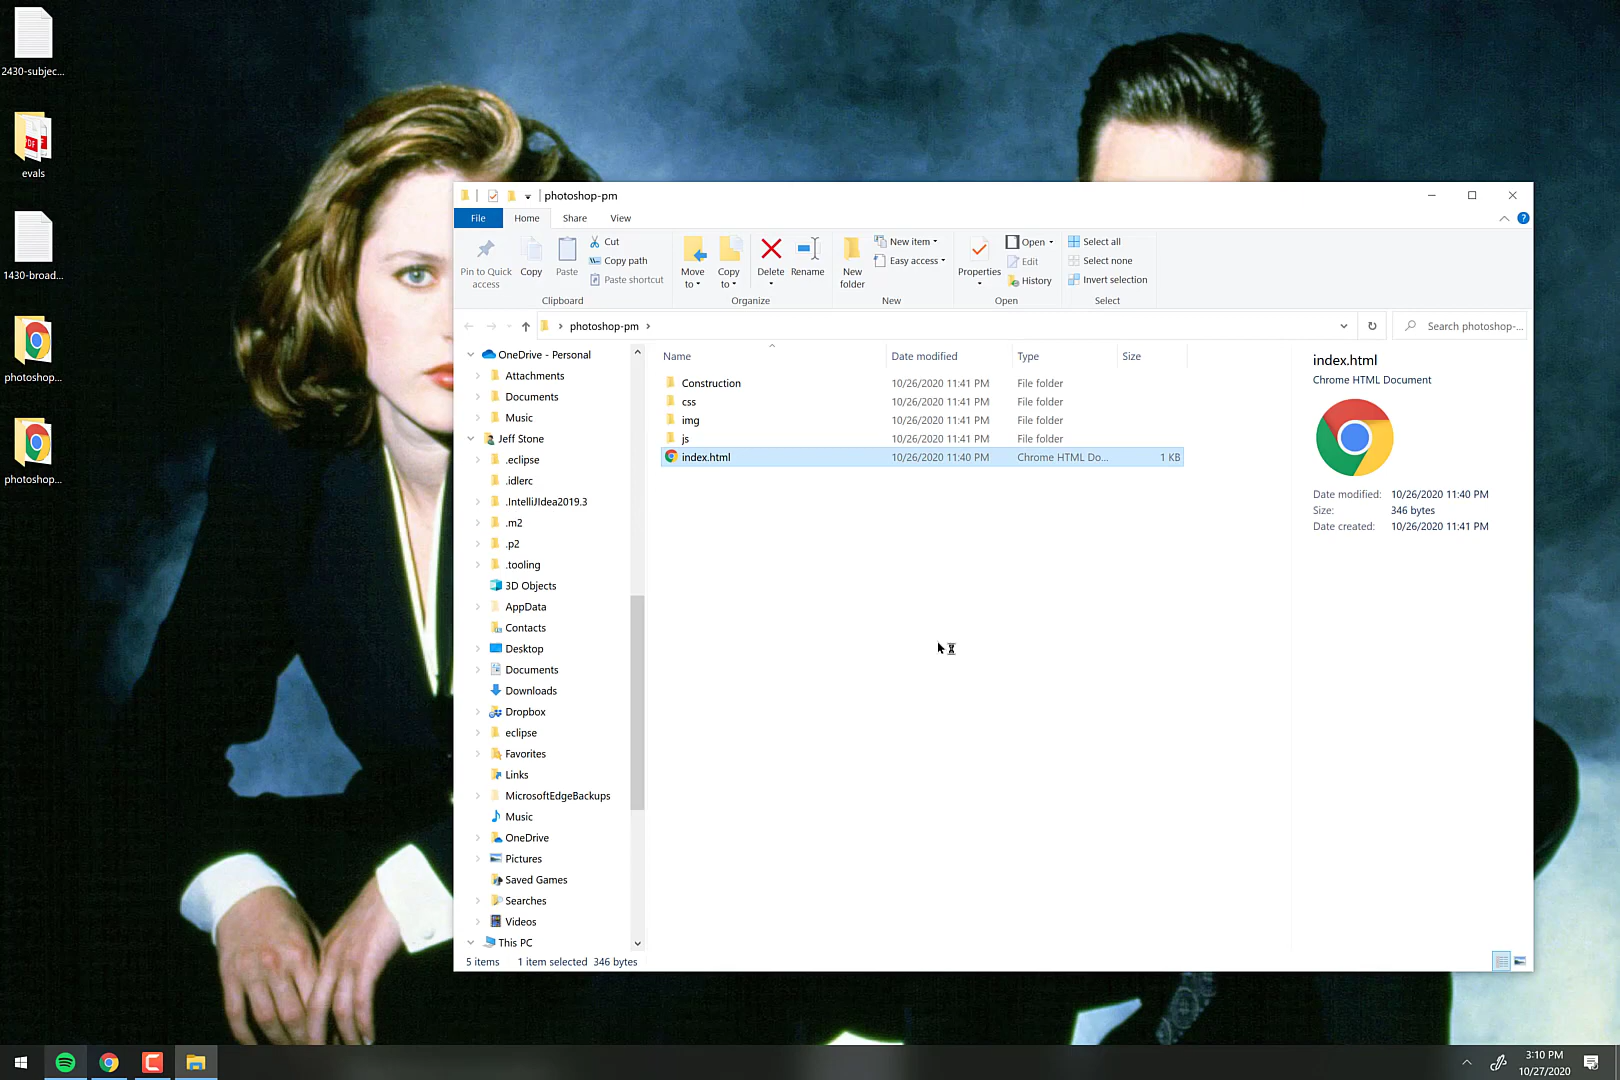 2430-subjec...
evals
1430-broad...
photoshop...
photoshop...
photoshop-pm
File Home Share View
Pin to Quick access
Copy
Paste
Cut
Copy path
Paste shortcut
Clipboard
Move to
Copy to
Delete
Rename
Organize
New folder
New item
Easy access
New
Properties
Open
Edit
History
Open
Select all
Select none
Invert selection
Select
photoshop-pm
Search photoshop-...
OneDrive - Personal
Attachments
Documents
Music
Jeff Stone
.eclipse
.idlerc
.IntelliJIdea2019.3
.m2
.p2
.tooling
3D Objects
AppData
Contacts
Desktop
Documents
Downloads
Dropbox
eclipse
Favorites
Links
MicrosoftEdgeBackups
Music
OneDrive
Pictures
Saved Games
Searches
Videos
This PC
Name Date modified Type Size
Construction 10/26/2020 11:41 PM File folder
css 10/26/2020 11:41 PM File folder
img 10/26/2020 11:41 PM File folder
js 10/26/2020 11:41 PM File folder
index.html 10/26/2020 11:40 PM Chrome HTML Do... 1 KB
index.html
Chrome HTML Document
Date modified: 10/26/2020 11:40 PM
Size: 346 bytes
Date created: 10/26/2020 11:41 PM
5 items 1 item selected 346 bytes
3:10 PM
10/27/2020